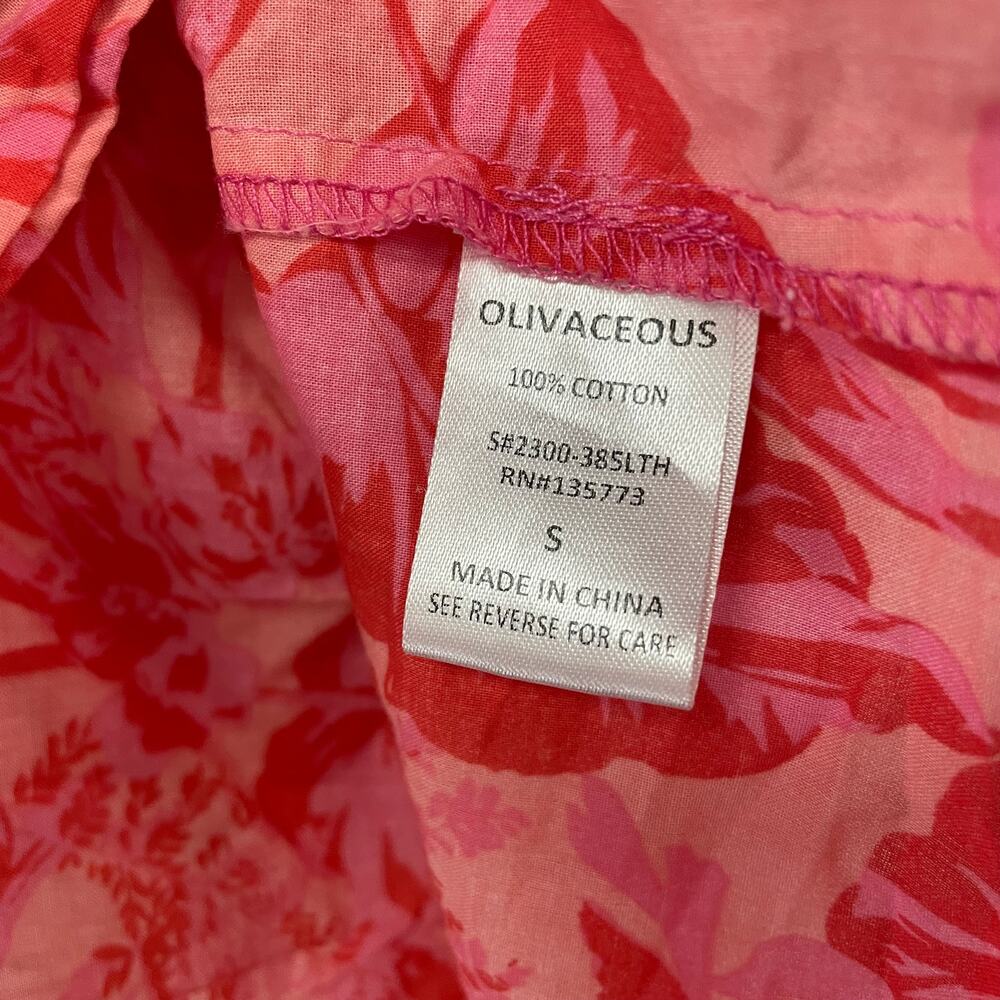 OLIVACEOUS
100% COTTON
S#2300-385LTH
RN#135773
S
MADE IN CHINA
SEE REVERSE FOR CARE